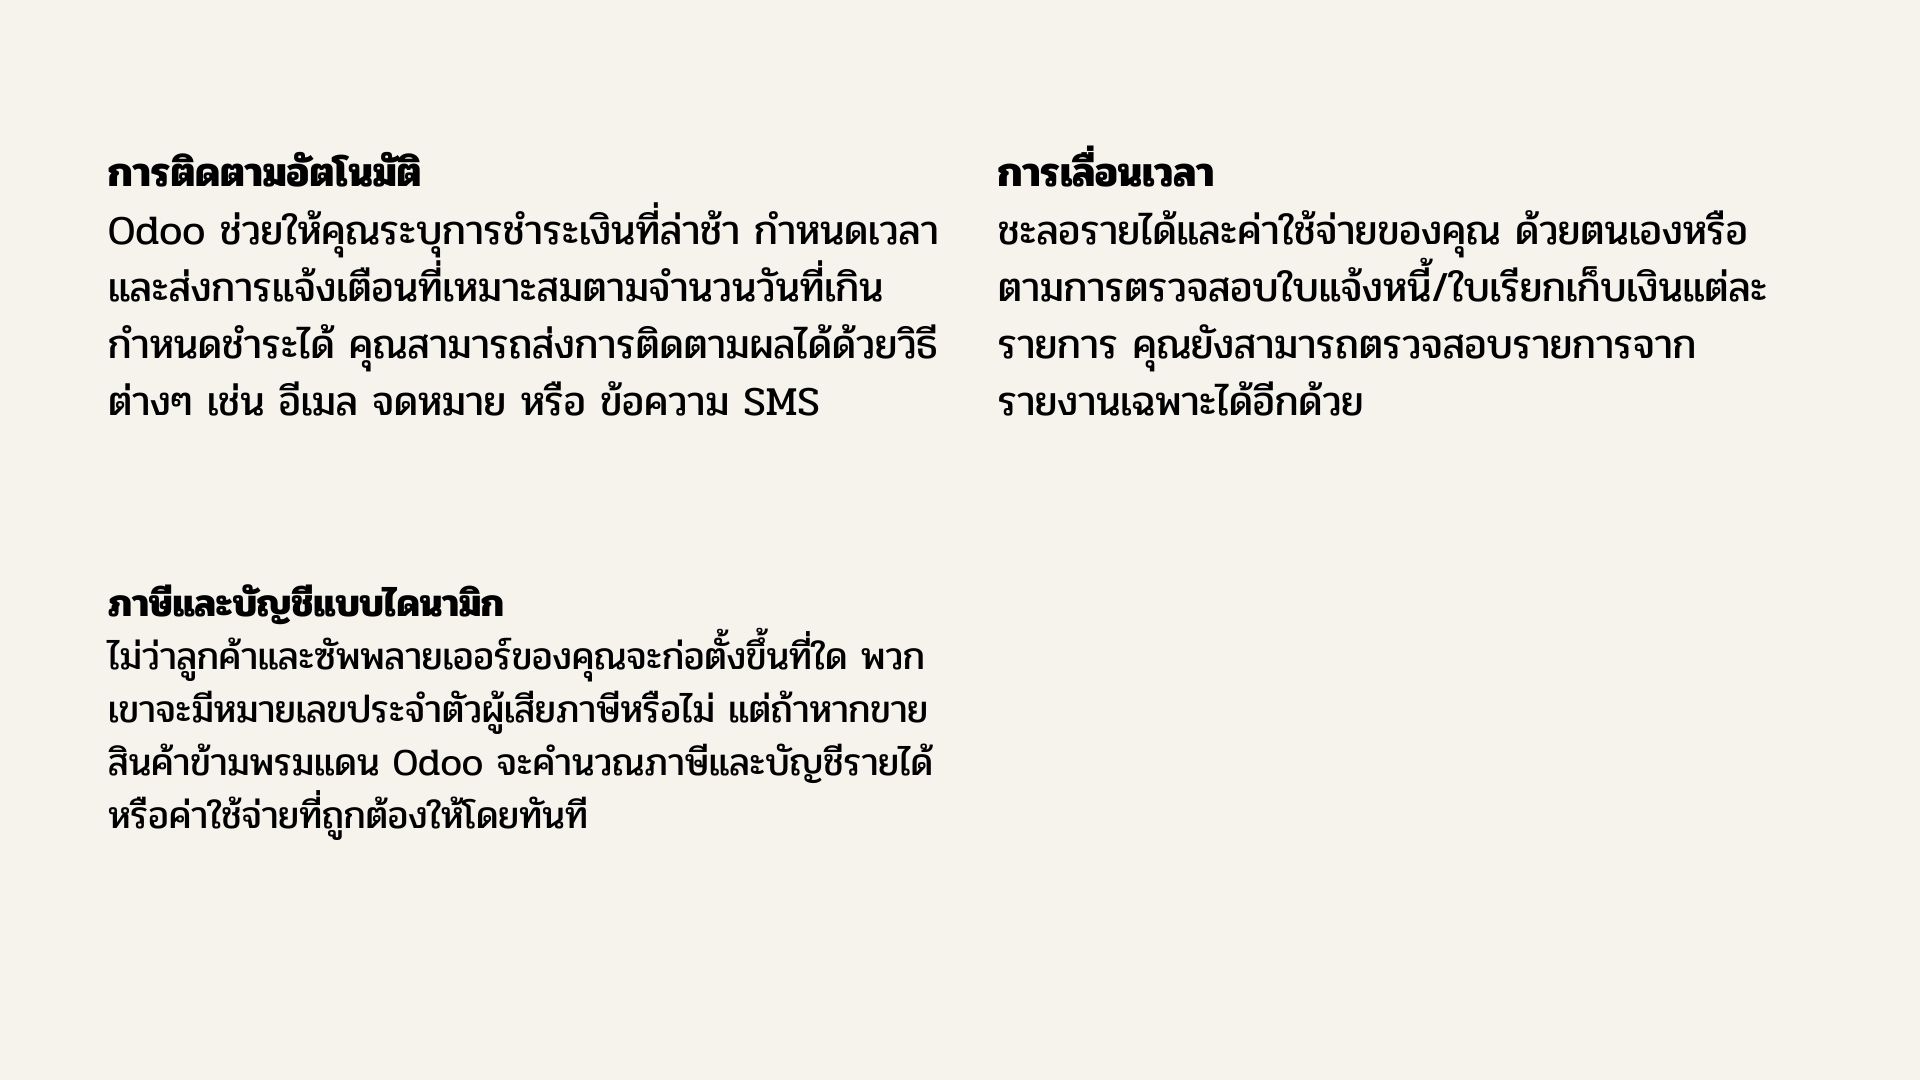 การติดตามอัตโนมัติ
Odoo ช่วยให้คุณระบุการชำระเงินที่ล่าช้า กำหนดเวลา
และส่งการแจ้งเตือนที่เหมาะสมตามจำนวนวันที่เกิน
กำหนดชำระได้ คุณสามารถส่งการติดตามผลได้ด้วยวิธี
ต่างๆ เช่น อีเมล จดหมาย หรือ ข้อความ SMS
การเลื่อนเวลา
ชะลอรายได้และค่าใช้จ่ายของคุณ ด้วยตนเองหรือ
ตามการตรวจสอบใบแจ้งหนี้/ใบเรียกเก็บเงินแต่ละ
รายการ คุณยังสามารถตรวจสอบรายการจาก
รายงานเฉพาะได้อีกด้วย
ภาษีและบัญชีแบบไดนามิก
ไม่ว่าลูกค้าและซัพพลายเออร์ของคุณจะก่อตั้งขึ้นที่ใด พวก
เขาจะมีหมายเลขประจำตัวผู้เสียภาษีหรือไม่ แต่ถ้าหากขาย
สินค้าข้ามพรมแดน Odoo จะคำนวณภาษีและบัญชีรายได้
หรือค่าใช้จ่ายที่ถูกต้องให้โดยทันที